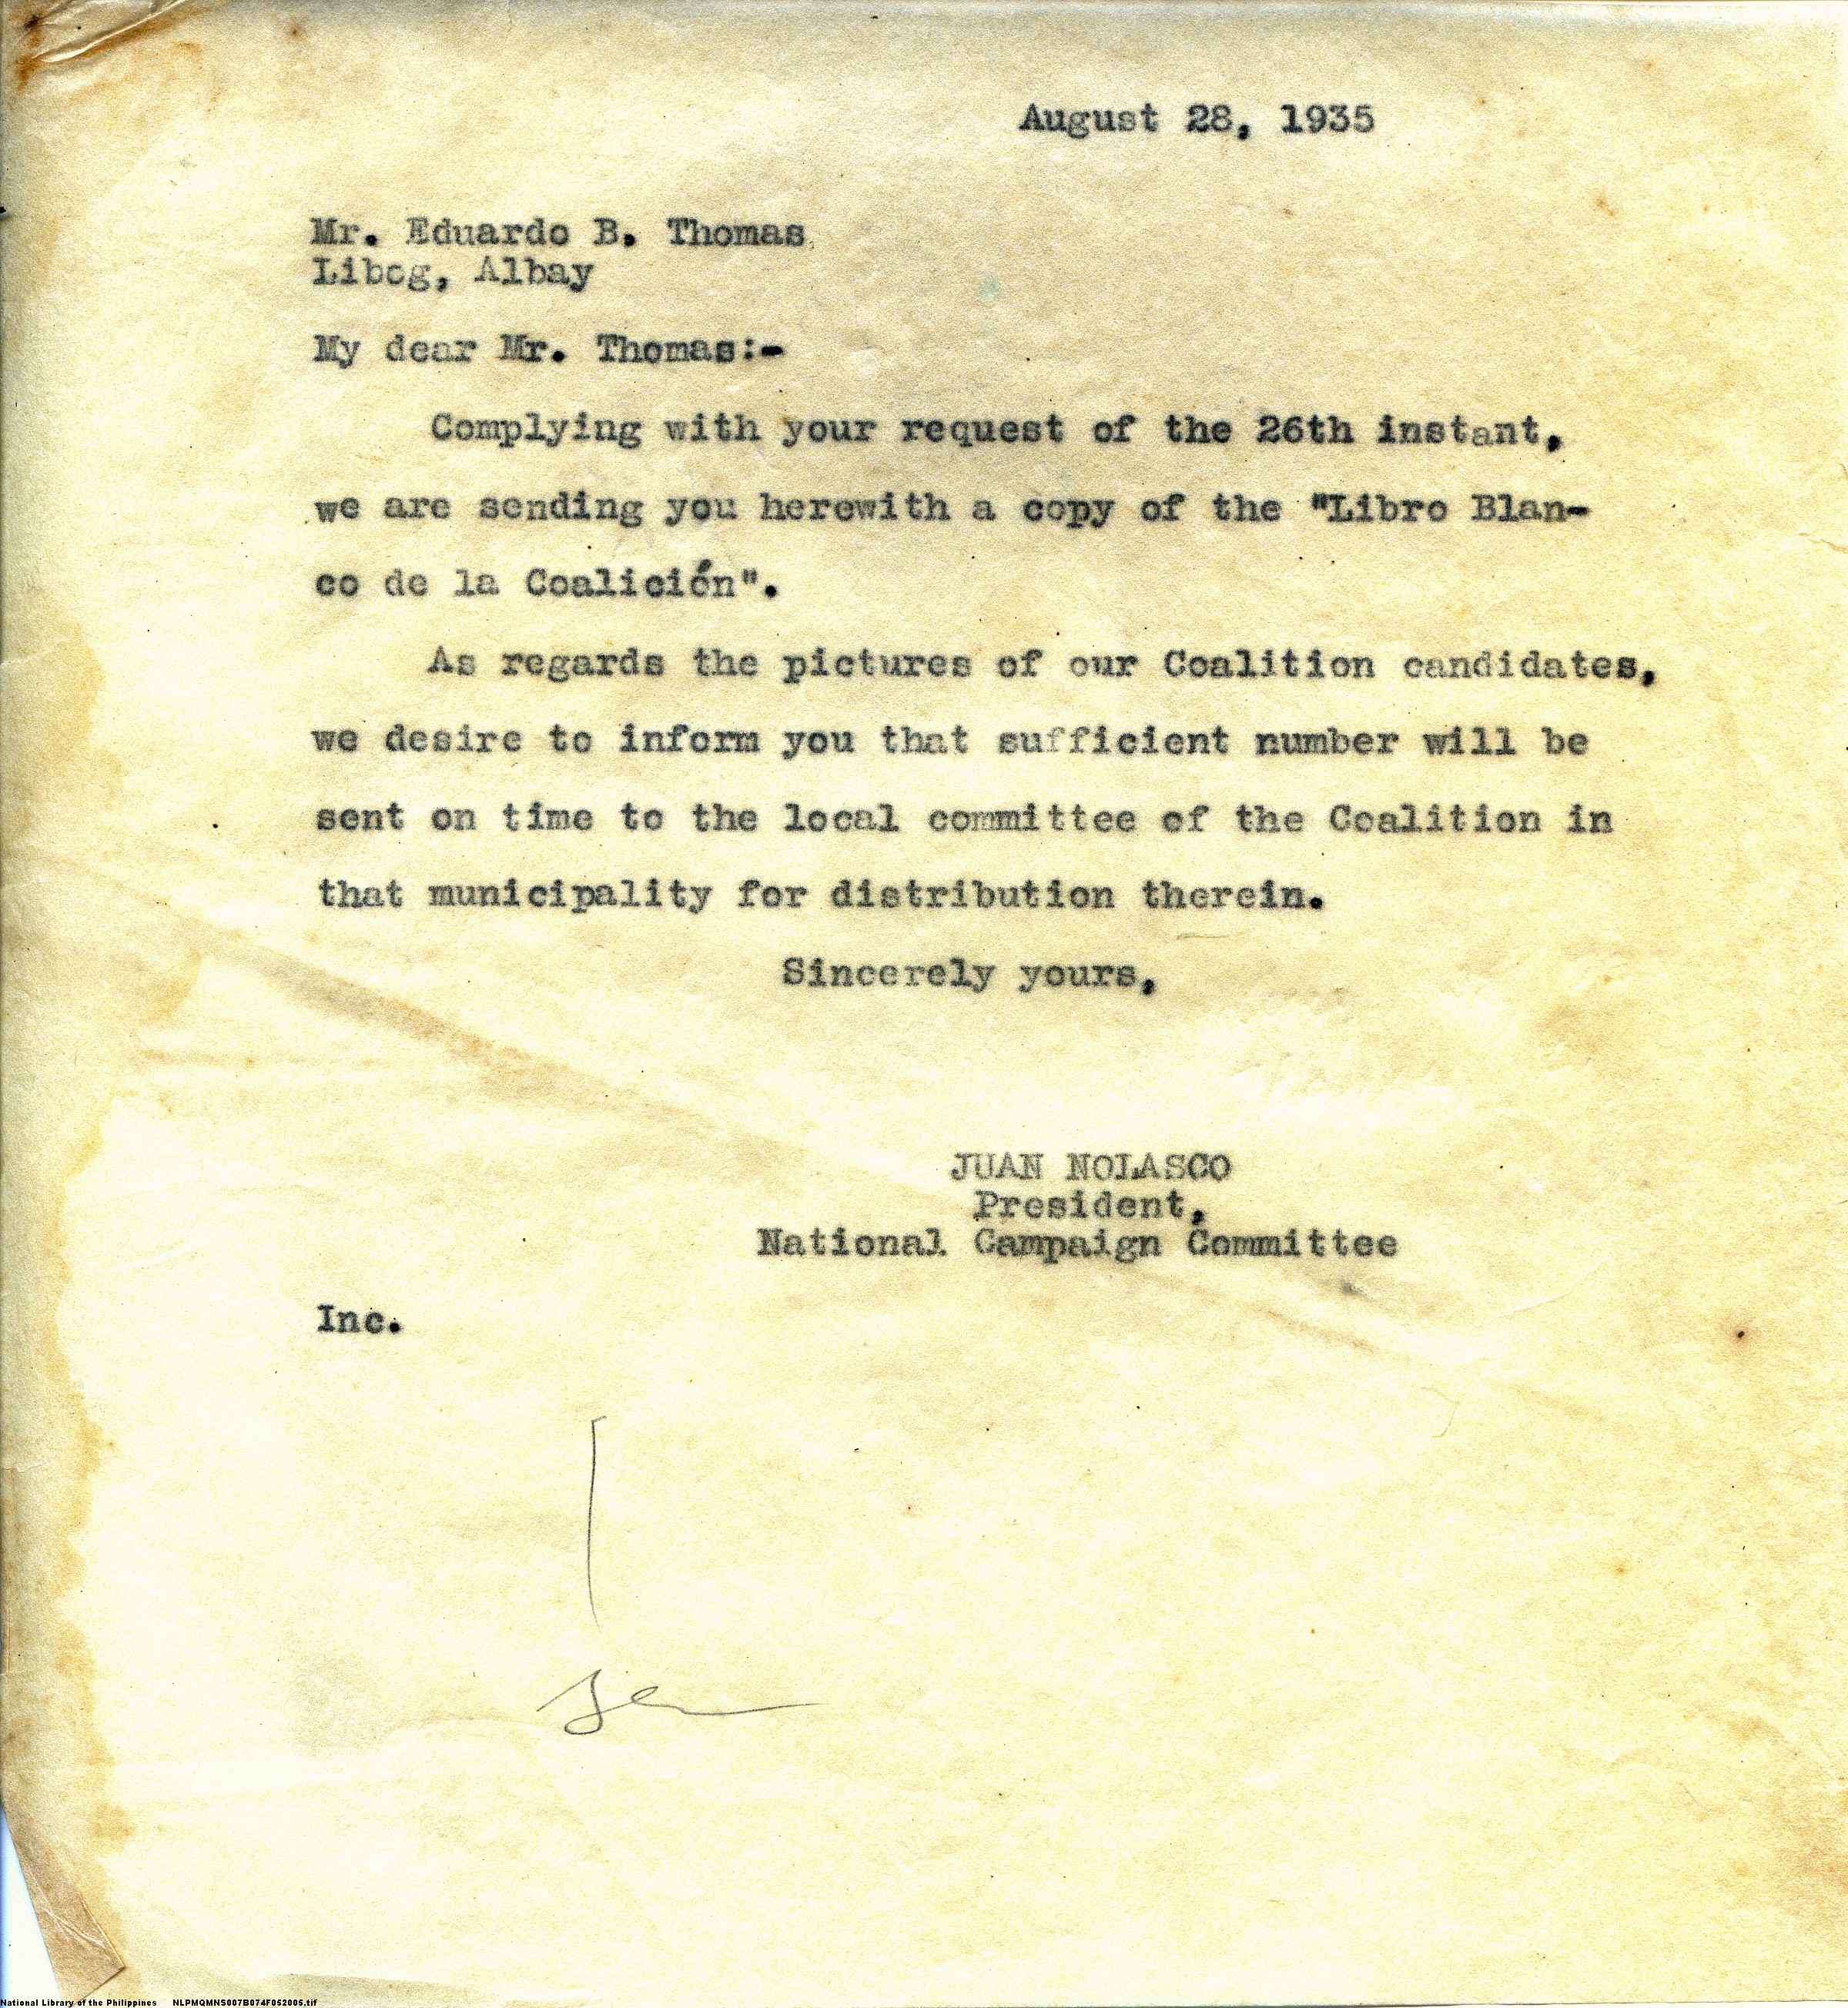 August 28, 1935
Mr. Eduardo B. Thomas
Libog, Albay
My dear Mr. Thomas:-
Complying with your request of the 26th instant,
we are sending you herewith a copy of the "Libro Blan-
co de la Coalición".
As regards the pictures of our Coalition candidates,
we desire to inform you that sufficient number will be
sent on time to the local committee of the Coalition in
that municipality for distribution therein.
Sincerely yours,
JUAN NOLASCO
President,
National Campaign Committee
Inc.
National Library of the Philippines NLPMQMNS007B074F052005.tif